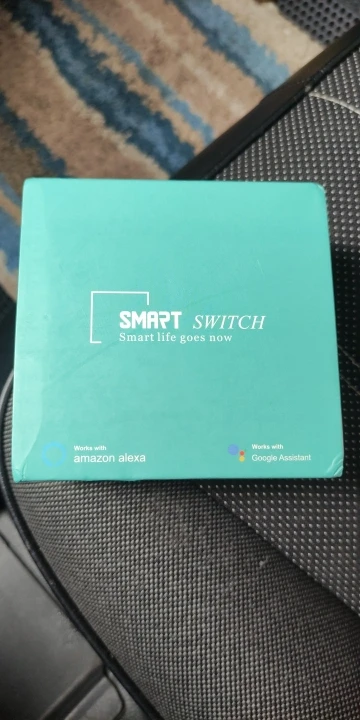 SMART SWITCH
Smart life goes now
Works with
amazon alexa
Works with
Google Assistant